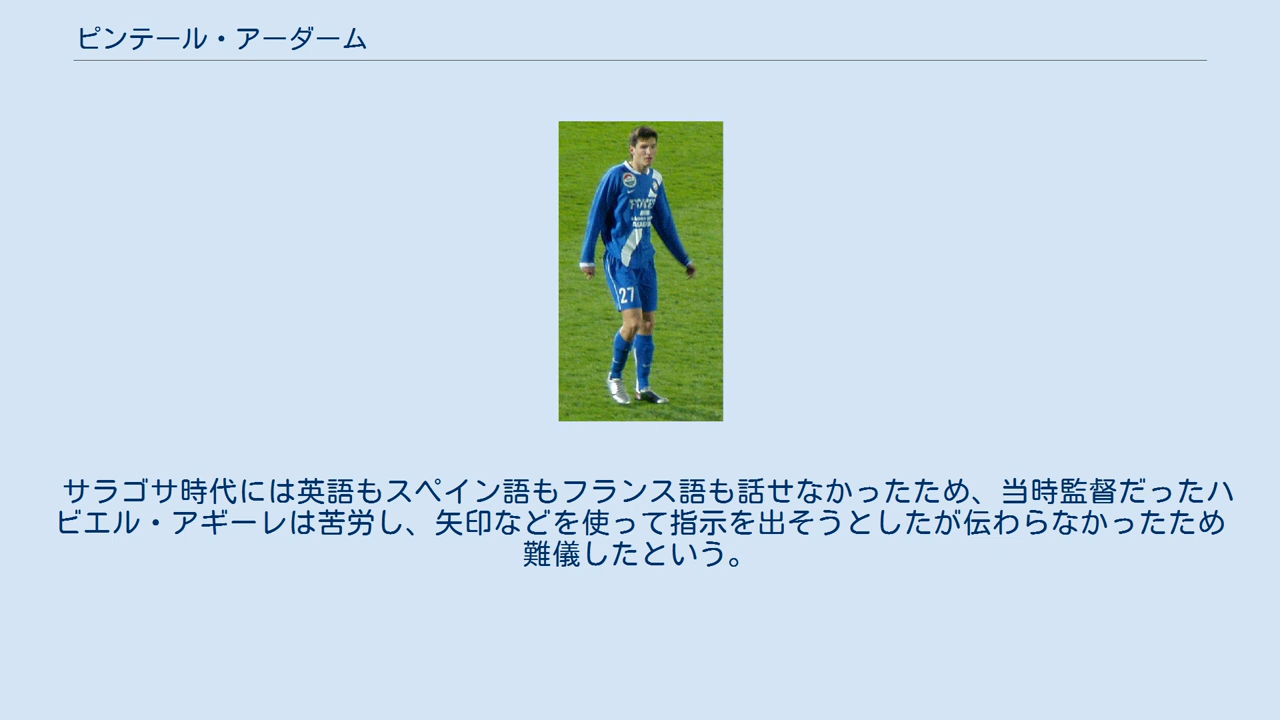 ピンテール・アーダーム
27
サラゴサ時代には英語もスペイン語もフランス語も話せなかったため、当時監督だったハ
ビエル・アギーレは苦労し、矢印などを使って指示を出そうとしたが伝わらなかったため
難儀したという。